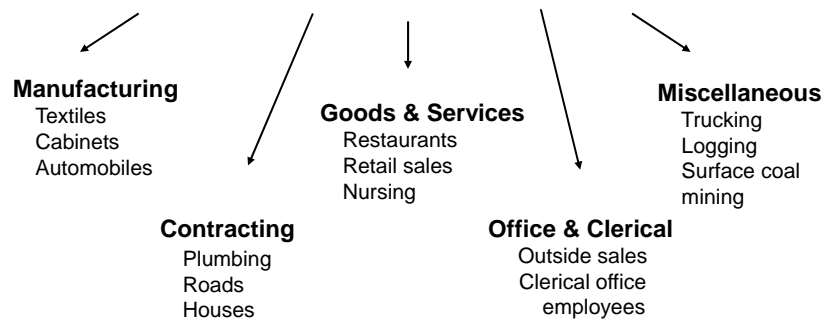 Manufacturing
Textiles
Cabinets
Automobiles
Contracting
Plumbing
Roads
Houses
Goods & Services
Restaurants
Retail sales
Nursing
Office & Clerical
Outside sales
Clerical office
employees
Miscellaneous
Trucking
Logging
Surface coal
mining